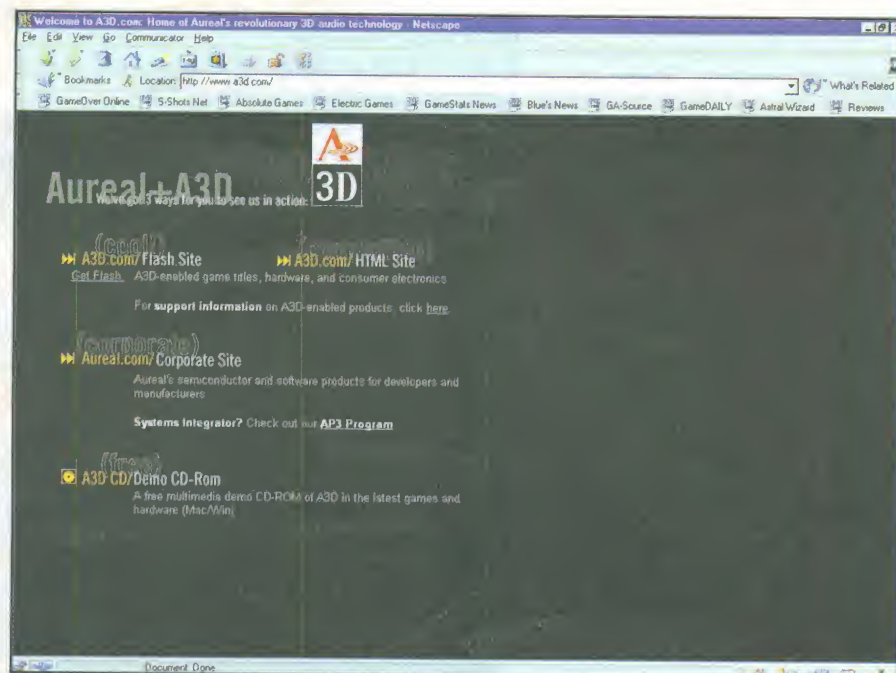 Welcome to A3D.com: Home of Aureal's revolutionary 3D audio technology - Netscape
File Edit View Go Communicator Help
Bookmarks Location: http://www.a3d.com/ What's Related
GameOver Online S-Shots Net Absolute Games Electric Games GameStats News Blue's News GA-Source GameDAILY Astral Wizard Reviews
A 3D
Aureal+A3D
We've got 3 ways for you to see us in action:
(cool!)
A3D.com/Flash Site A3D.com/HTML Site
Get Flash. A3D-enabled game titles, hardware, and consumer electronics
For support information on A3D-enabled products, click here.
(corporate)
Aureal.com/Corporate Site
Aureal's semiconductor and software products for developers and
manufacturers
Systems Integrator? Check out our AP3 Program
(free)
A3D CD/Demo CD-Rom
A free multimedia demo CD-ROM of A3D in the latest games and
hardware (Mac/Win)
Document: Done